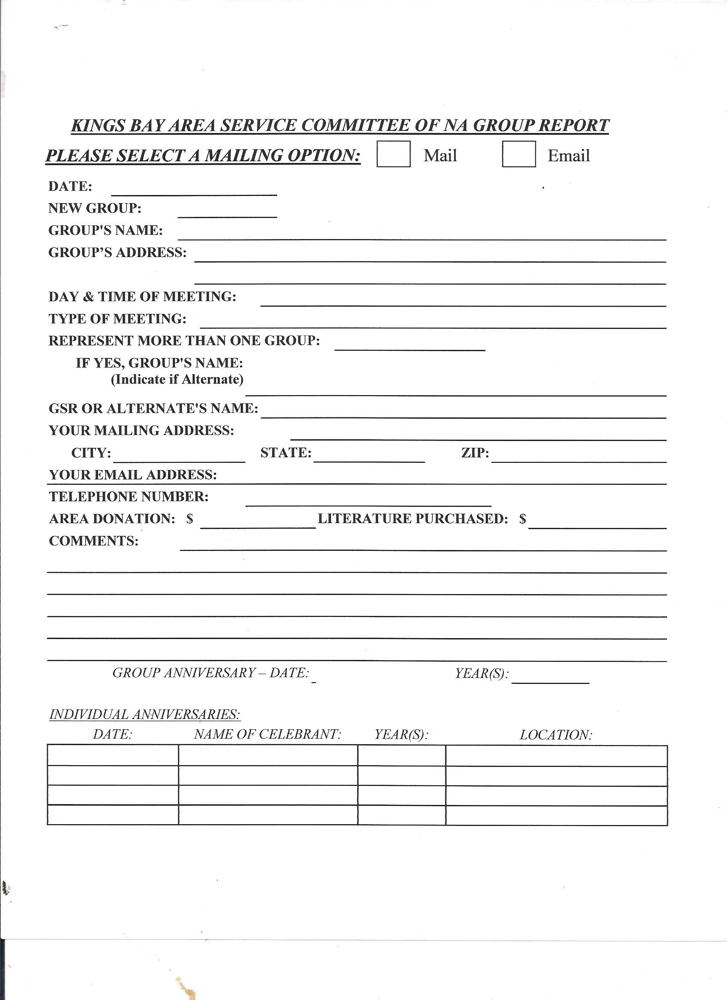 KINGS BAY AREA SERVICE COMMITTEE OF NA GROUP REPORT
PLEASE SELECT A MAILING OPTION: Mail Email
DATE:
NEW GROUP:
GROUP'S NAME:
GROUP’S ADDRESS:
DAY & TIME OF MEETING:
TYPE OF MEETING:
REPRESENT MORE THAN ONE GROUP:
IF YES, GROUP'S NAME:
(Indicate if Alternate)
GSR OR ALTERNATE'S NAME:
YOUR MAILING ADDRESS:
CITY: STATE: ZIP:
YOUR EMAIL ADDRESS:
TELEPHONE NUMBER:
AREA DONATION: $ LITERATURE PURCHASED: $
COMMENTS:
GROUP ANNIVERSARY – DATE: YEAR(S):
INDIVIDUAL ANNIVERSARIES:
DATE: NAME OF CELEBRANT: YEAR(S): LOCATION: